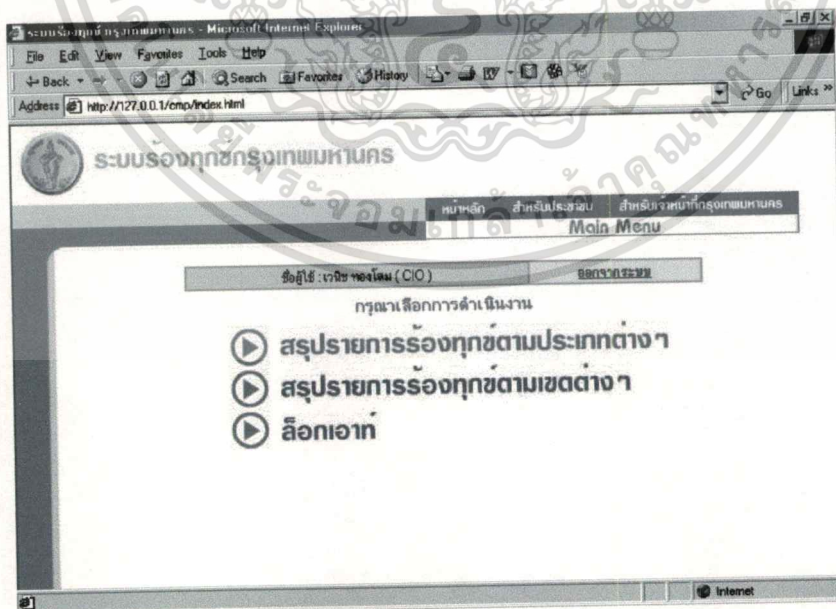 ระบบร้องทุกข์ กรุงเทพมหานคร - Microsoft Internet Explorer
File Edit View Favorites Tools Help
Back Search Favorites History
Address http://127.0.0.1/cmp/index.html Go Links »
ระบบร้องทุกข์กรุงเทพมหานคร
หน้าหลัก สำหรับประชาชน สำหรับเจ้าหน้าที่กรุงเทพมหานคร
Main Menu
ชื่อผู้ใช้ : เวนิช ทองโสม ( CIO ) ออกจากระบบ
กรุณาเลือกการดำเนินงาน
สรุปรายการร้องทุกข์ตามประเภทต่างๆ
สรุปรายการร้องทุกข์ตามเขตต่างๆ
ล็อกเอาท์
Internet